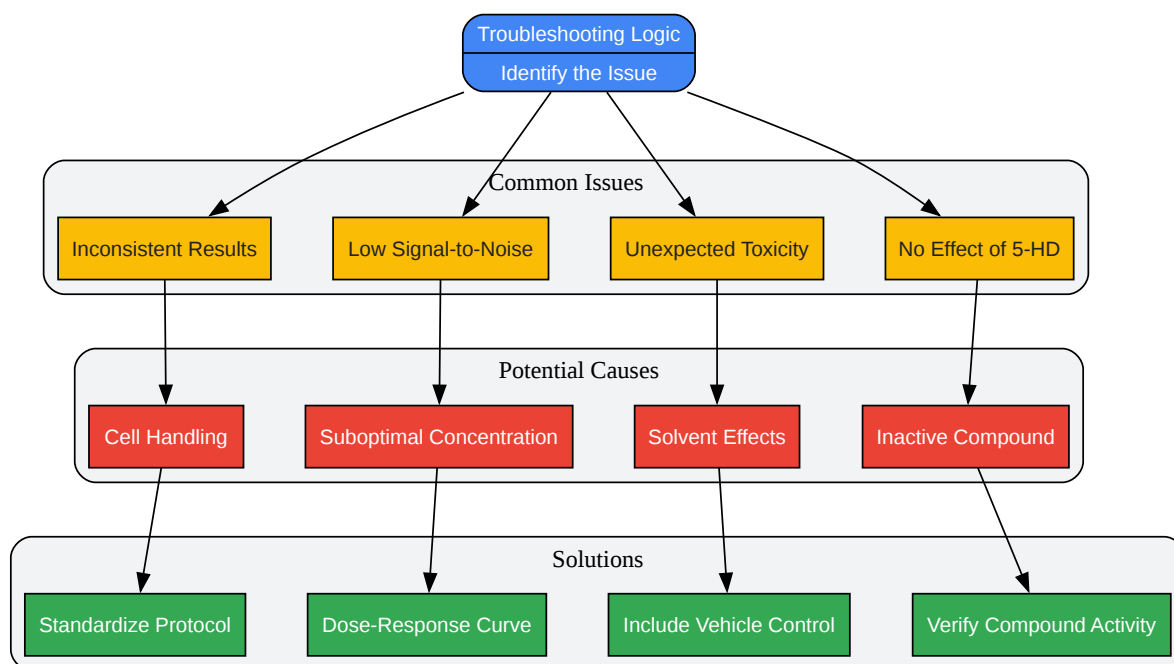 Troubleshooting Logic
Identify the Issue
Common Issues
Inconsistent Results
Low Signal-to-Noise
Unexpected Toxicity
No Effect of 5-HD
Potential Causes
Cell Handling
Suboptimal Concentration
Solvent Effects
Inactive Compound
Solutions
Standardize Protocol
Dose-Response Curve
Include Vehicle Control
Verify Compound Activity